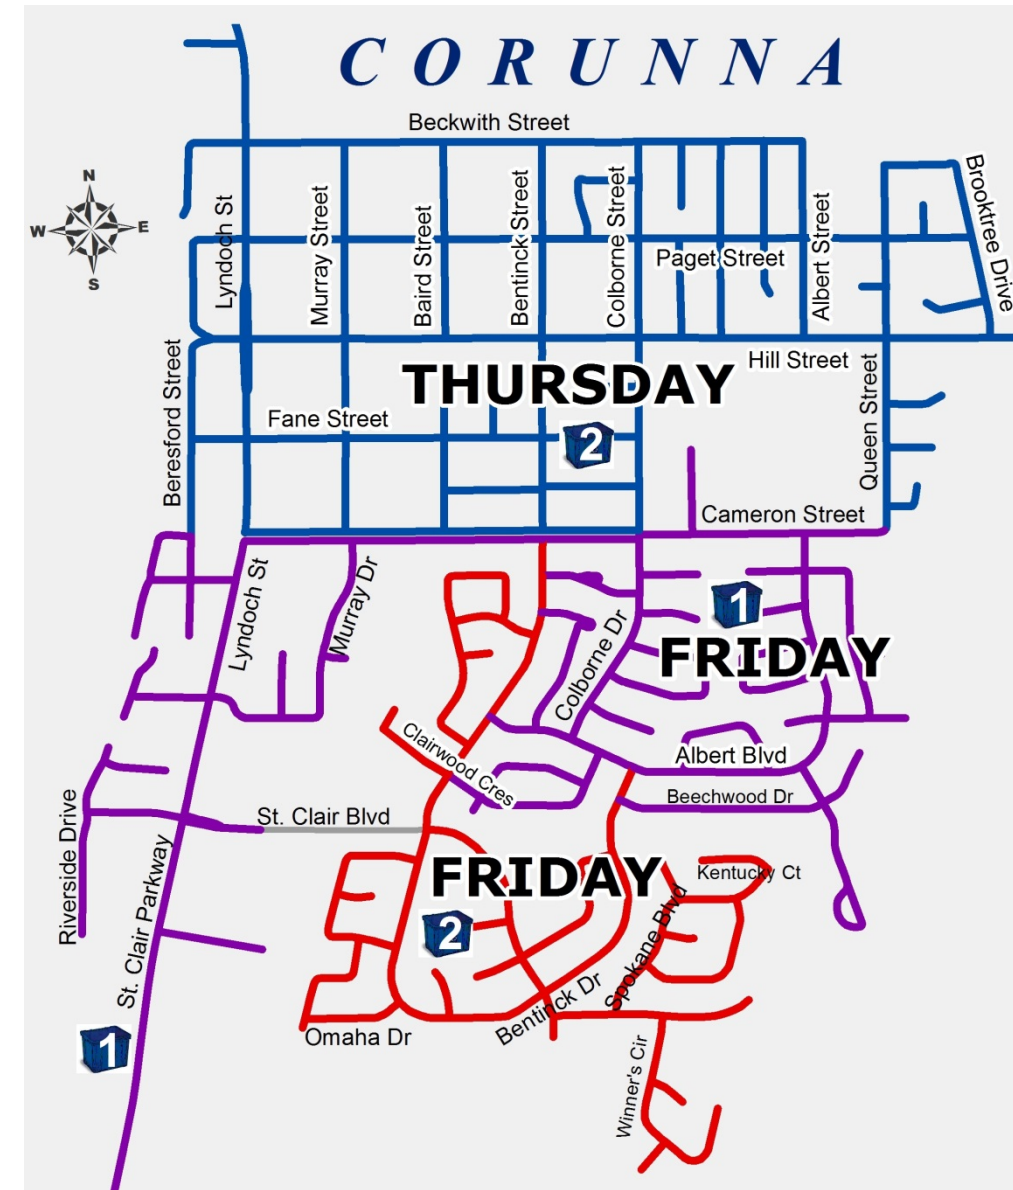 C O R U N N A
Beckwith Street
N
W
E
S
Lyndoch St
Murray Street
Baird Street
Bentinck Street
Colborne Street
Paget Street
Albert Street
Brooktree Drive
Hill Street
THURSDAY
Beresford Street
Fane Street
2
Queen Street
Cameron Street
Lyndoch St
Murray Dr
1
FRIDAY
Colborne Dr
Clairwood Cres
Albert Blvd
Beechwood Dr
St. Clair Blvd
Riverside Drive
FRIDAY
Kentucky Ct
2
St. Clair Parkway
Spokane Blvd
Bentinck Dr
Omaha Dr
1
Winner's Cir